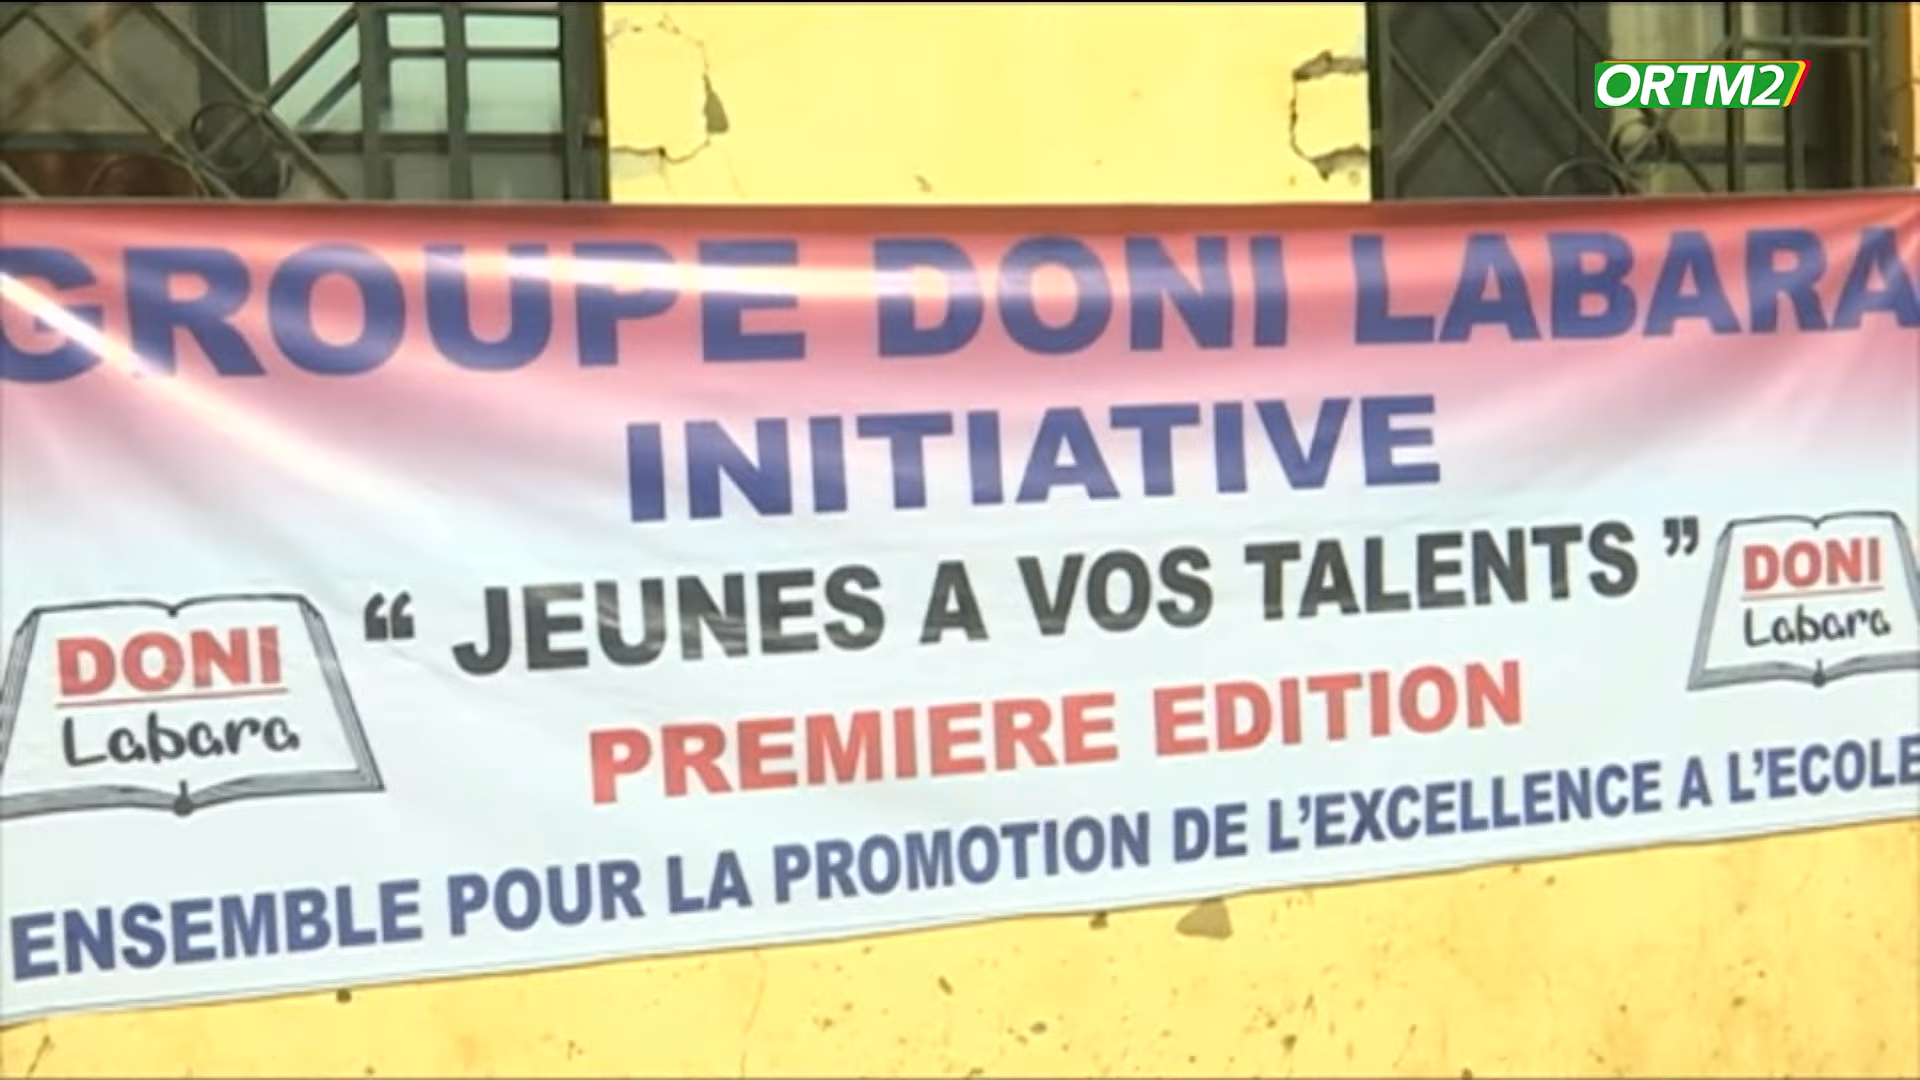 ORTM2
GROUPE DONI LABARA
INITIATIVE
“ JEUNES A VOS TALENTS ”
PREMIERE EDITION
ENSEMBLE POUR LA PROMOTION DE L’EXCELLENCE A L’ECOLE
DONI
Labara
DONI
Labara